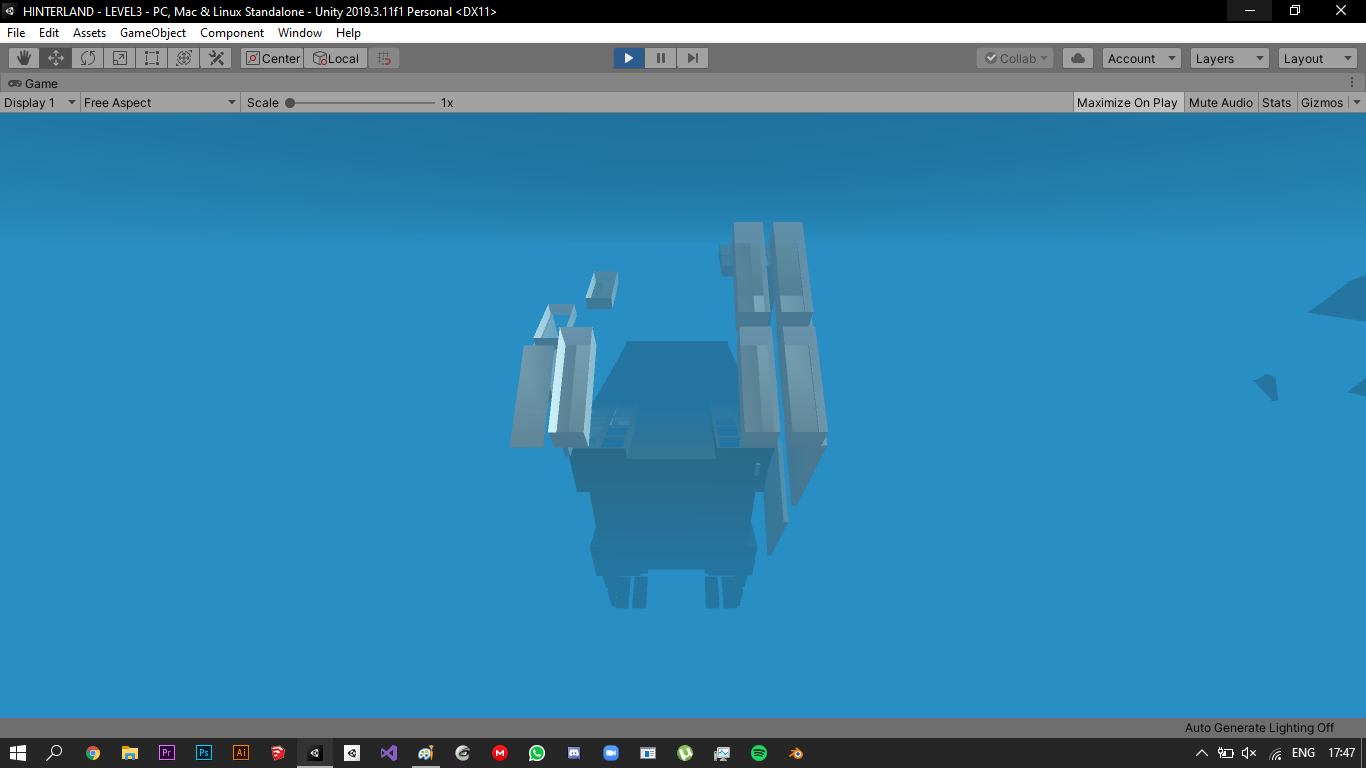 HINTERLAND - LEVEL3 - PC, Mac & Linux Standalone - Unity 2019.3.11f1 Personal <DX11>
File Edit Assets GameObject Component Window Help
Center Local Collab Account Layers Layout
Game
Display 1 Free Aspect Scale 1x Maximize On Play Mute Audio Stats Gizmos
Auto Generate Lighting Off
Pr Ps Ai ENG 17:47